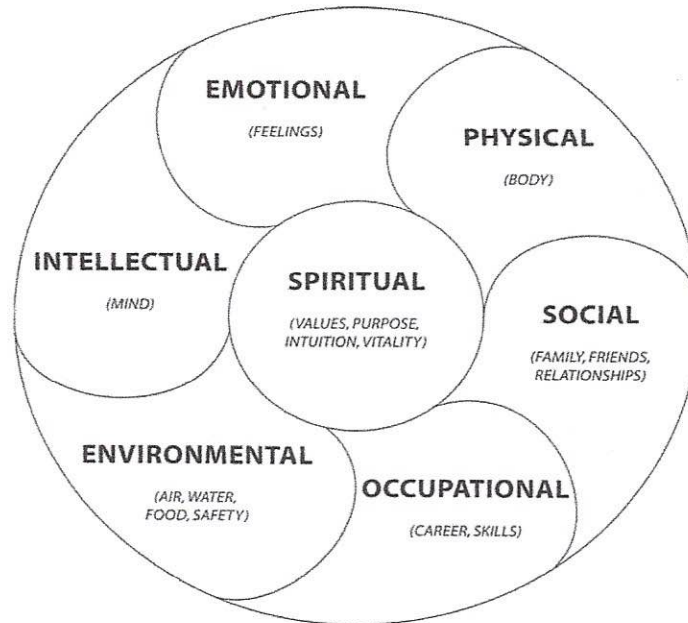 EMOTIONAL
(FEELINGS)
PHYSICAL
(BODY)
INTELLECTUAL
(MIND)
SPIRITUAL
(VALUES, PURPOSE,
INTUITION, VITALITY)
SOCIAL
(FAMILY, FRIENDS,
RELATIONSHIPS)
ENVIRONMENTAL
(AIR, WATER,
FOOD, SAFETY)
OCCUPATIONAL
(CAREER, SKILLS)